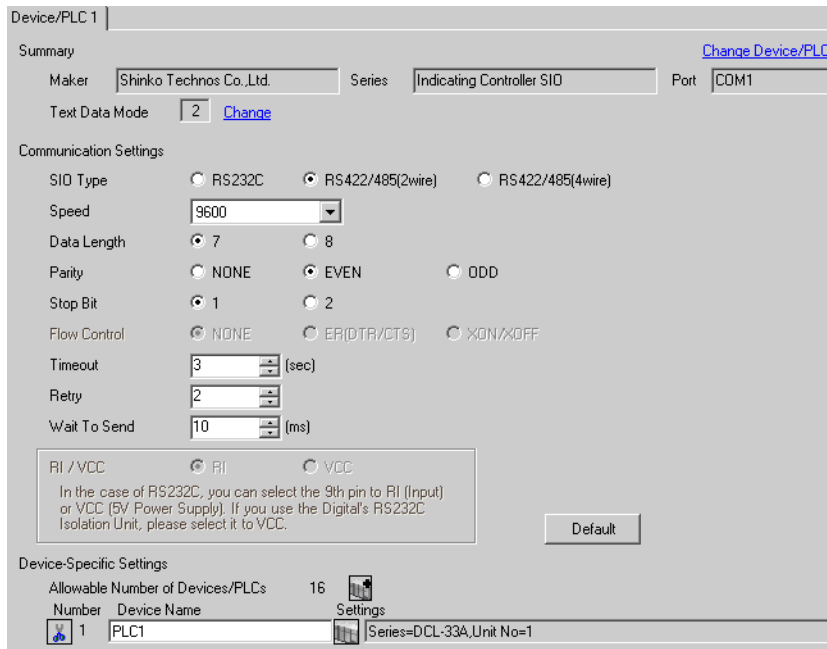 Device/PLC 1
Summary Change Device/PLC
Maker Shinko Technos Co.,Ltd. Series Indicating Controller SIO Port COM1
Text Data Mode 2 Change
Communication Settings
SIO Type RS232C RS422/485(2wire) RS422/485(4wire)
Speed 9600
Data Length 7 8
Parity NONE EVEN ODD
Stop Bit 1 2
Flow Control NONE ER(DTR/CTS) XON/XOFF
Timeout 3 (sec)
Retry 2
Wait To Send 10 (ms)
RI / VCC RI VCC
In the case of RS232C, you can select the 9th pin to RI (Input)
or VCC (5V Power Supply). If you use the Digital's RS232C
Isolation Unit, please select it to VCC.
Default
Device-Specific Settings
Allowable Number of Devices/PLCs 16
Number Device Name Settings
1 PLC1 Series=DCL-33A,Unit No=1